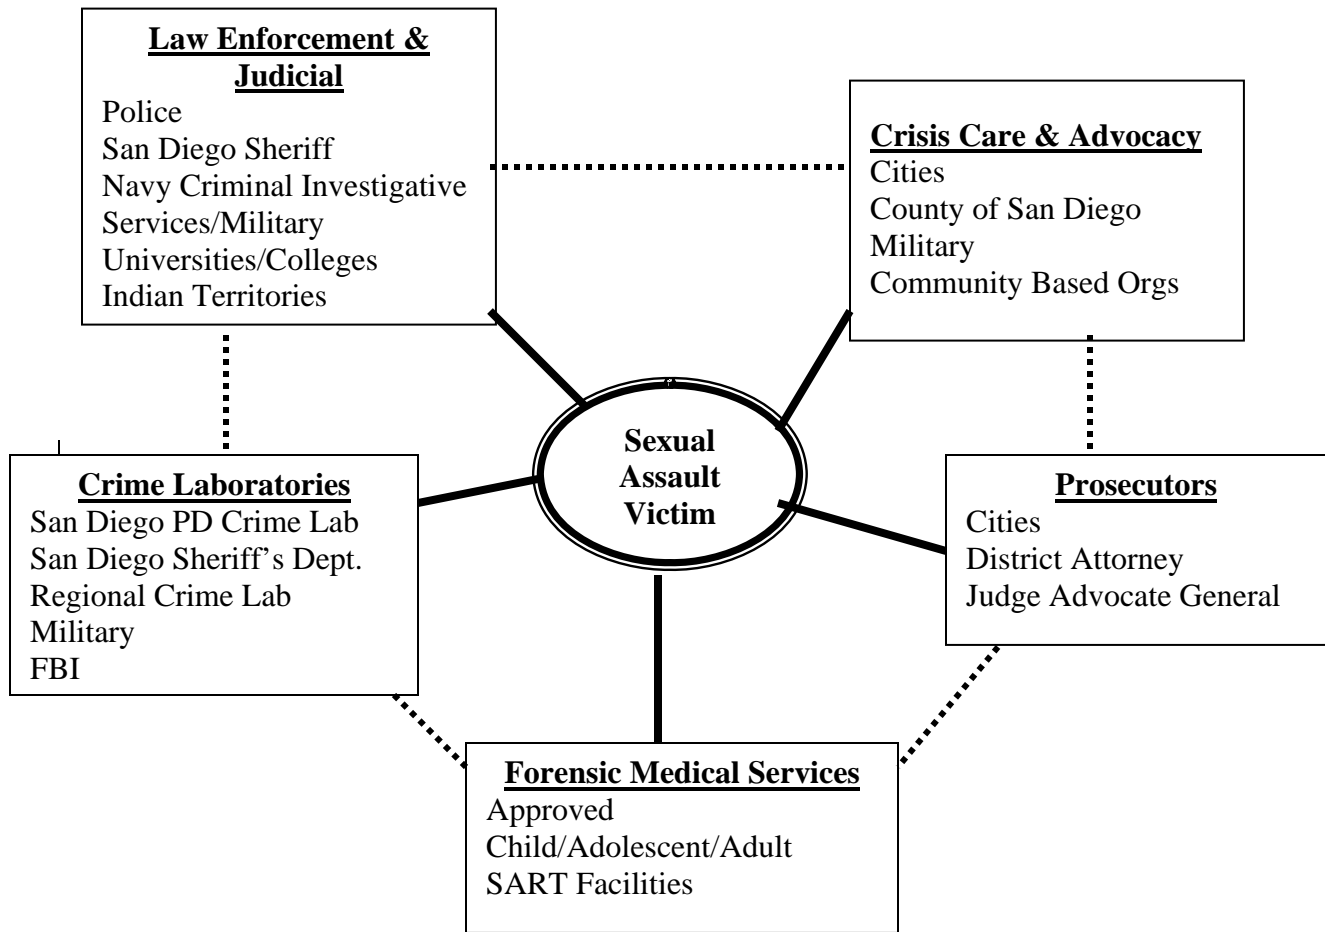 Law Enforcement &
Judicial
Police
San Diego Sheriff
Navy Criminal Investigative
Services/Military
Universities/Colleges
Indian Territories
Crisis Care & Advocacy
Cities
County of San Diego
Military
Community Based Orgs
Sexual
Assault
Victim
Crime Laboratories
San Diego PD Crime Lab
San Diego Sheriff’s Dept.
Regional Crime Lab
Military
FBI
Prosecutors
Cities
District Attorney
Judge Advocate General
Forensic Medical Services
Approved
Child/Adolescent/Adult
SART Facilities